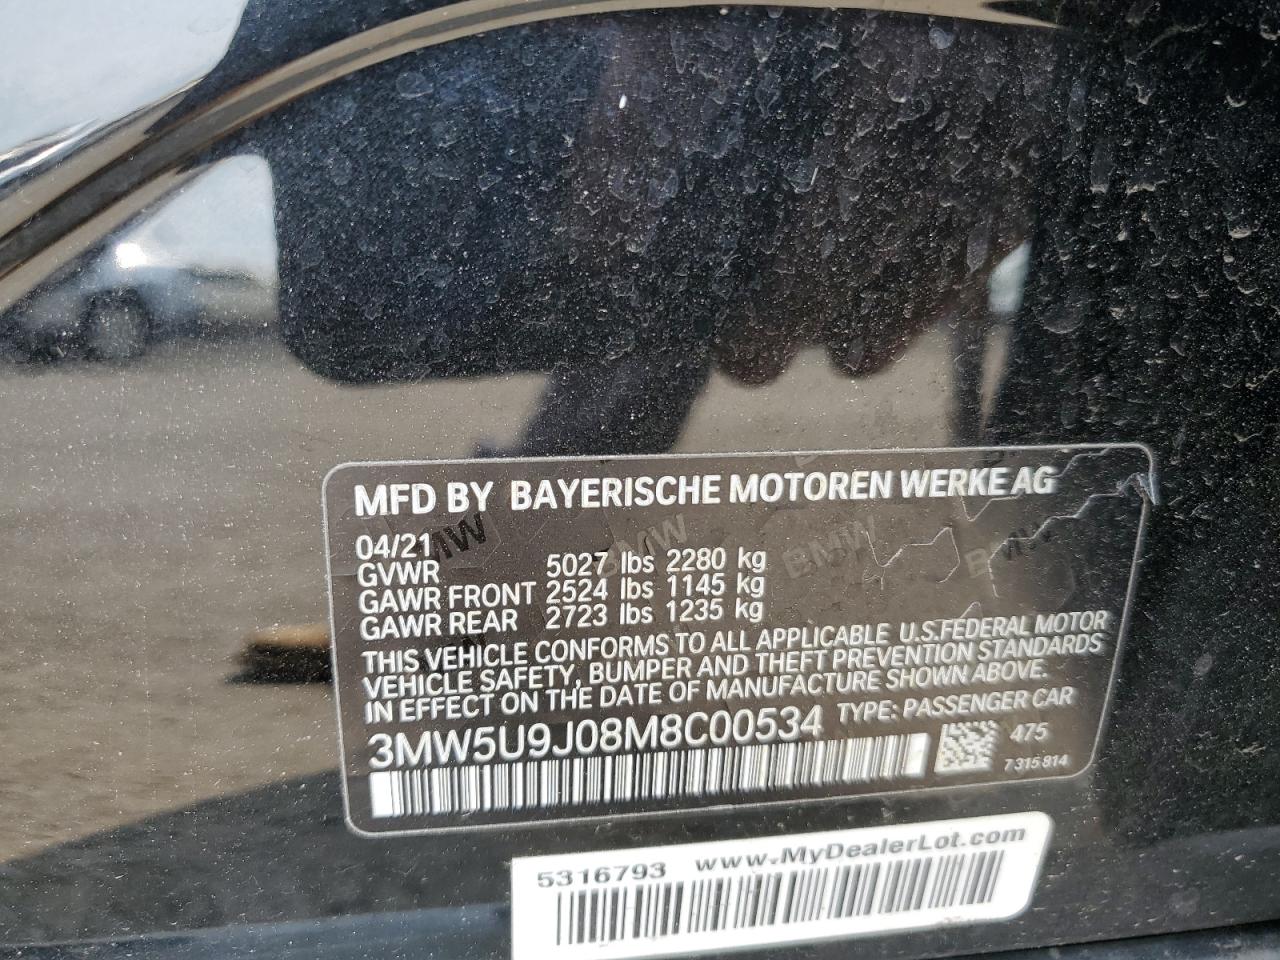 MFD BY BAYERISCHE MOTOREN WERKE AG
04/21
GVWR 5027 lbs 2280 kg
GAWR FRONT 2524 lbs 1145 kg
GAWR REAR 2723 lbs 1235 kg
THIS VEHICLE CONFORMS TO ALL APPLICABLE U.S.FEDERAL MOTOR
VEHICLE SAFETY, BUMPER AND THEFT PREVENTION STANDARDS
IN EFFECT ON THE DATE OF MANUFACTURE SHOWN ABOVE.
3MW5U9J08M8C00534 TYPE: PASSENGER CAR
475
7315814
5316793 www.MyDealerLot.com